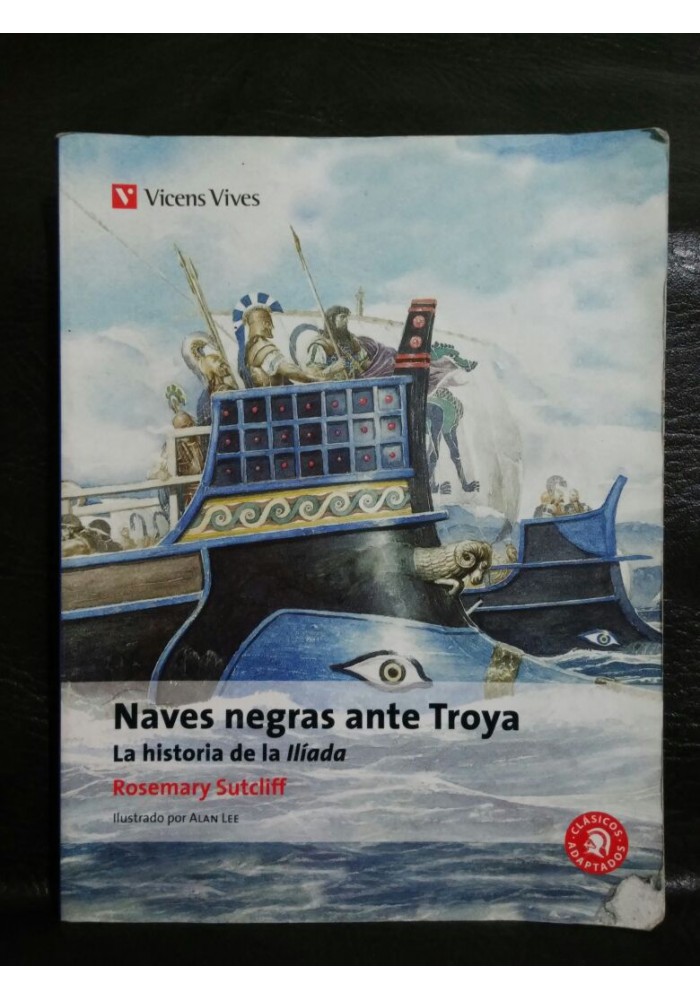 Vicens Vives
Naves negras ante Troya
La historia de la Ilíada
Rosemary Sutcliff
Ilustrado por ALAN LEE
CLÁSICOS
ADAPTADOS